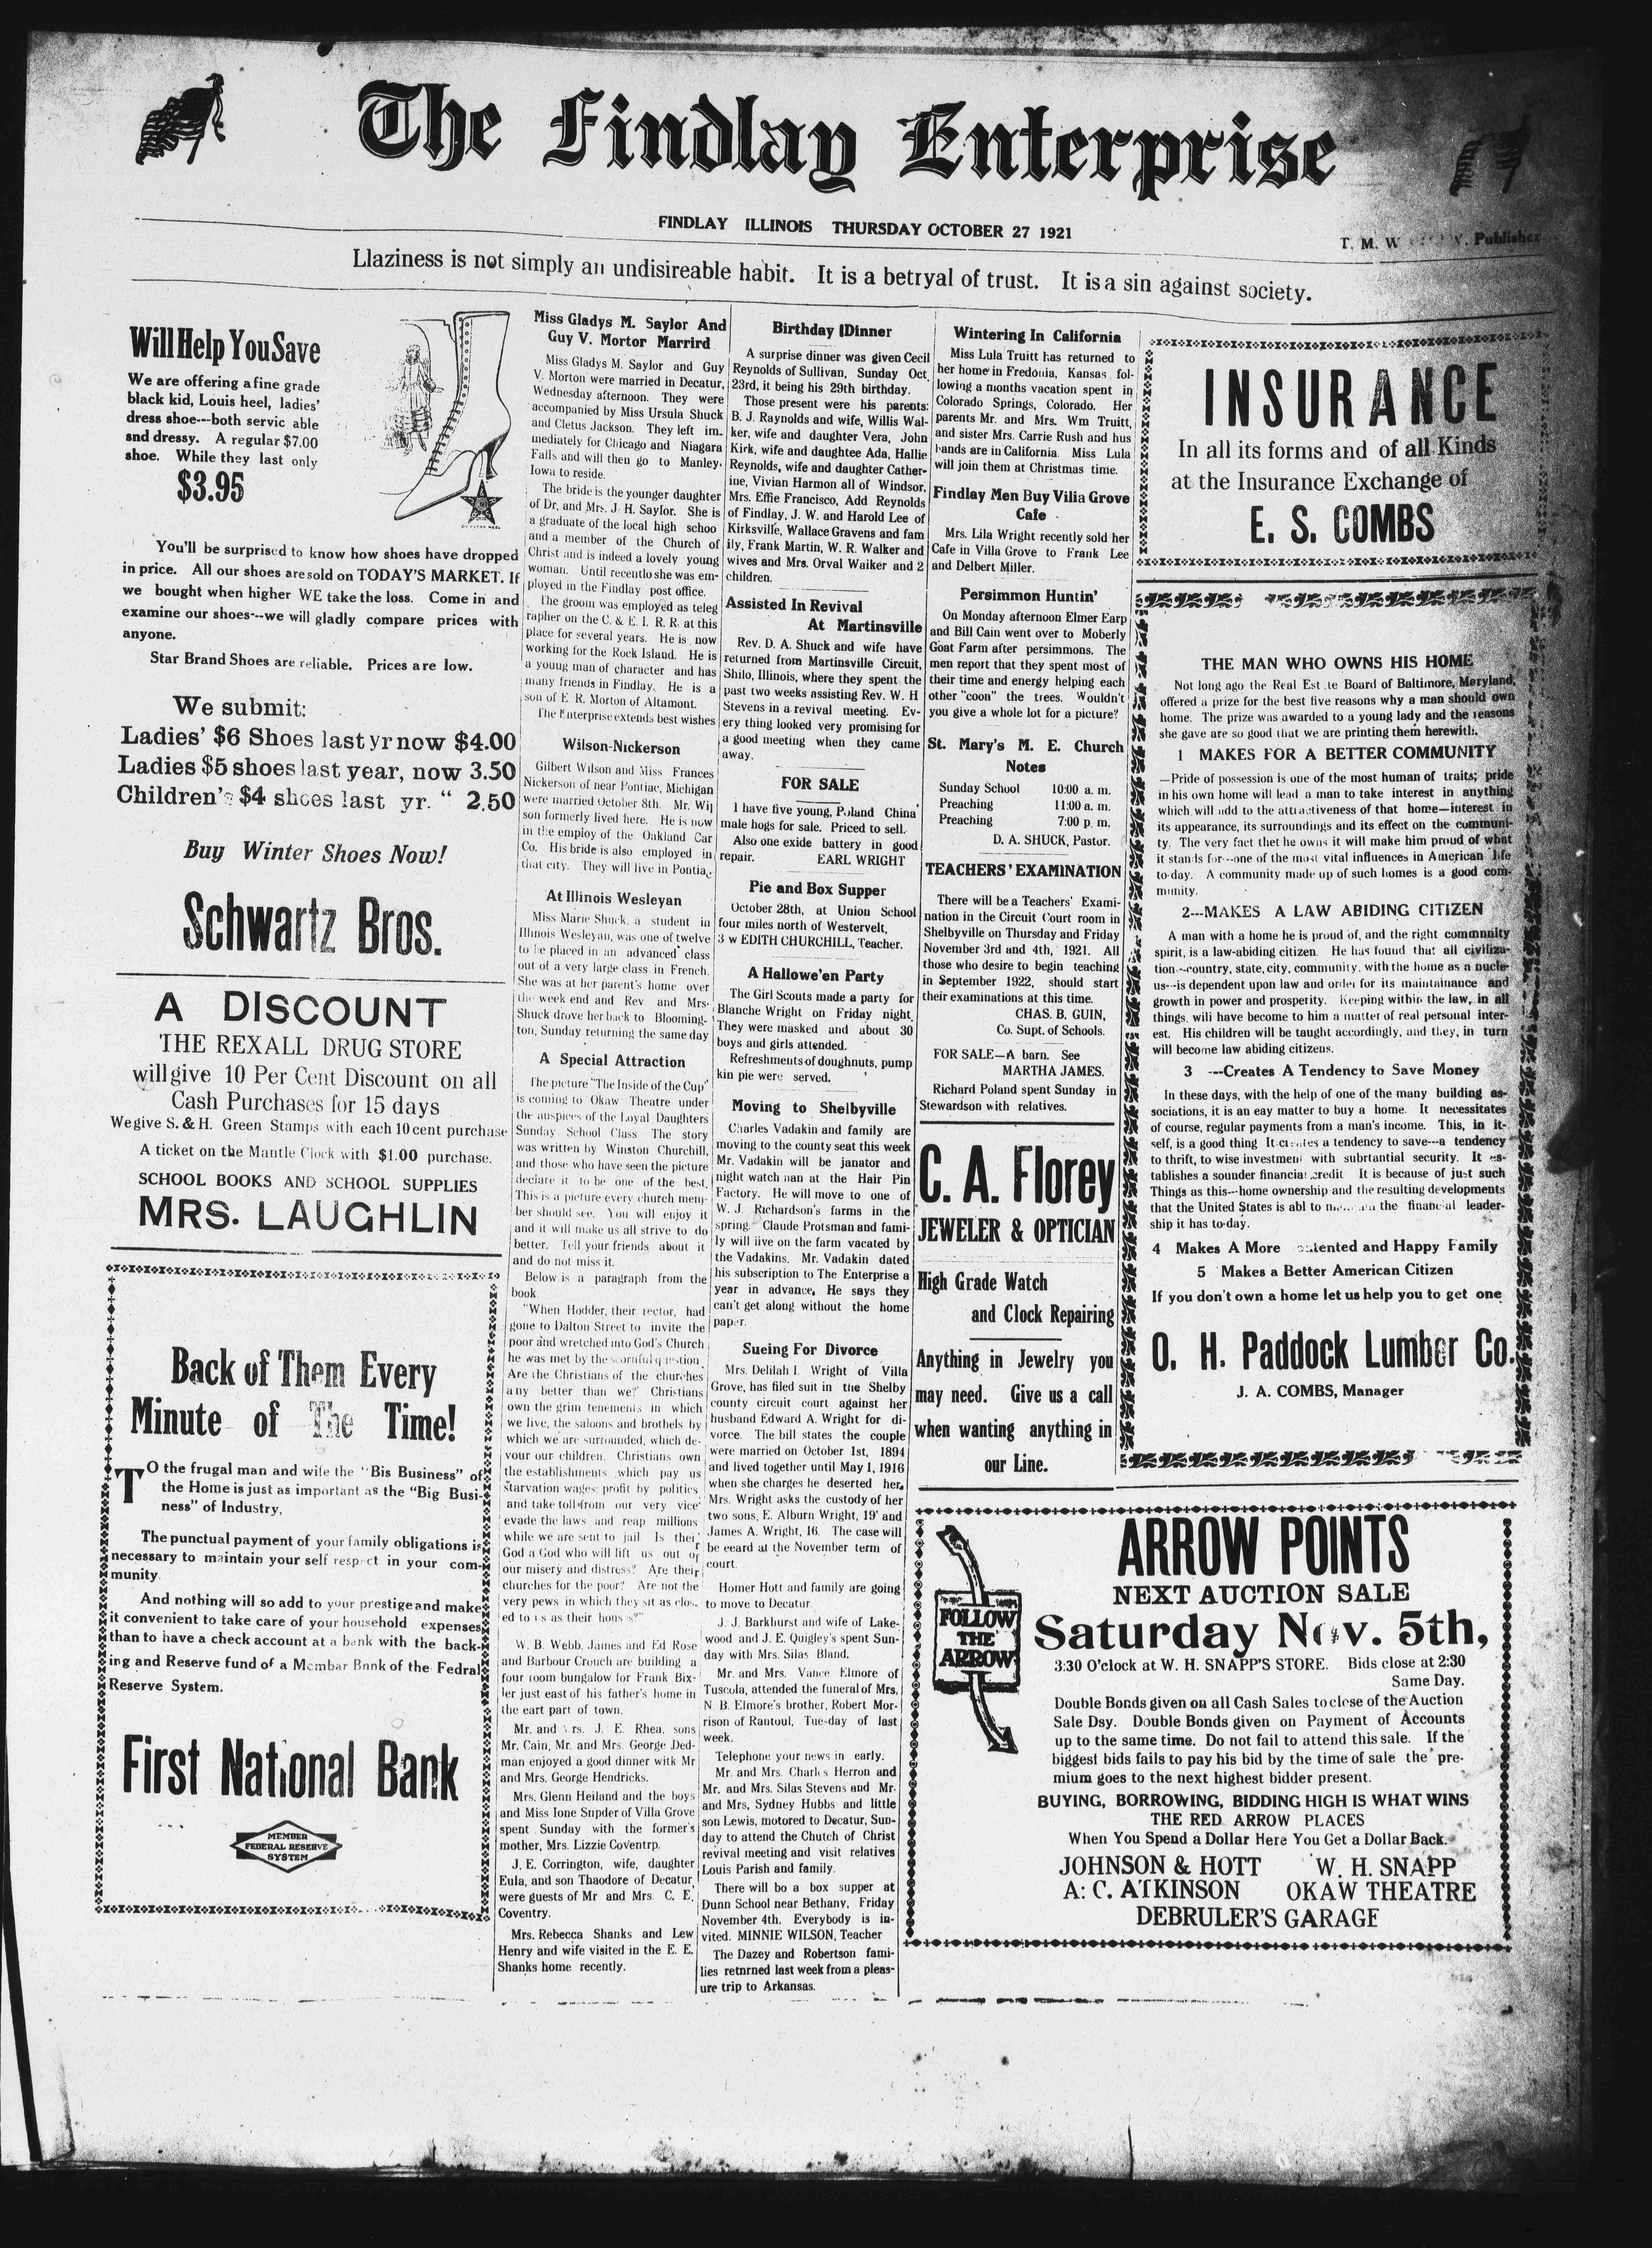 The Findlay Enterprise
FINDLAY ILLINOIS THURSDAY OCTOBER 27 1921
T. M. W Publisher
Llaziness is not simply an undisireable habit. It is a betryal of trust. It is a sin against society.
Will Help You Save
We are offering a fine grade
black kid, Louis heel, ladies'
dress shoe---both servic able
snd dressy. A regular $7.00
shoe. While they last only
$3.95
You'll be surprised to know how shoes have dropped
in price. All our shoes are sold on TODAY'S MARKET. If
we bought when higher WE take the loss. Come in and
examine our shoes---we will gladly compare prices with
anyone.
Star Brand Shoes are reliable. Prices are low.
We submit:
Ladies' $6 Shoes last yr now $4.00
Ladies $5 shoes last year, now 3.50
Children's $4 shoes last yr. " 2.50
Buy Winter Shoes Now!
Schwartz Bros.
A DISCOUNT
THE REXALL DRUG STORE
will give 10 Per Cent Discount on all
Cash Purchases for 15 days
We give S. & H. Green Stamps with each 10 cent purchase
A ticket on the Mantle Clock with $1.00 purchase.
SCHOOL BOOKS AND SCHOOL SUPPLIES
MRS. LAUGHLIN
Back of Them Every
Minute of The Time!
TO the frugal man and wife the "Bis Business" of
the Home is just as important as the "Big Busi-
ness" of Industry,
The punctual payment of your family obligations is
necessary to maintain your self respect in your com-
munity.
And nothing will so add to your prestige and make
it convenient to take care of your household expenses
than to have a check account at a bank with the back-
ing and Reserve fund of a Membar Bnnk of the Fedral
Reserve System.
First National Bank
MEMBER
FEDERAL RESERVE
SYSTEM
Miss Gladys M. Saylor And
Guy V. Mortor Marrird
Miss Gladys M. Saylor and Guy
V. Morton were married in Decatur,
Wednesday afternoon. They were
accompanied by Miss Ursula Shuck
and Cletus Jackson. They left im-
mediately for Chicago and Niagara
Falls and will then go to Manley,
Iowa to reside.
The bride is the younger daughter
of Dr, and Mrs. J. H. Saylor. She is
a graduate of the local high schoo
and a member of the Church of
Christ and is indeed a lovely young
woman. Until recentlo she was em-
ployed in the Findlay post office.
The groom was employed as teleg
rapher on the C. & E. I. R. R. at this
place for several years. He is now
working for the Rock Island. He is
a young man of character and has
many friends in Findlay. He is a
son of E R. Morton of Altamont.
The Enterprise extends best wishes
Wilson-Nickerson
Gilbert Wilson and Miss Frances
Nickerson of near Pontiac, Michigan
were married October 8th. Mr. Wil
son formerly lived here. He is now
in the employ of the Oakland Car
Co. His bride is also employed in
that city. They will live in Pontiac.
At Illinois Wesleyan
Miss Marie Shuck, a student in
Illinois Wesleyan, was one of twelve
to be placed in an advanced class
out of a very large class in French.
She was at her parent's home over
the week end and Rev. and Mrs.
Shuck drove her back to Blooming-
ton, Sunday returning the same day
A Special Attraction
The picture "The Inside of the Cup"
is coming to Okaw Theatre under
the auspices of the Loyal Daughters
Sunday School Class The story
was written by Winston Churchill,
and those who have seen the picture
declare it to be one of the best.
This is a picture every church mem-
ber should see. You will enjoy it
and it will make us all strive to do
better. Tell your friends about it
and do not miss it.
Below is a paragraph from the
book
"When Hodder, their rector, had
gone to Dalton Street to invite the
poor and wretched into God's Church
he was met by the scornful question
Are the Christians of the churches
any better than we?' Christians
own the grim tenements in which
we live, the saloons and brothels by
which we are surrounded, which de-
vour our children. Christians own
the establishments which pay us
starvation wages; profit by politics
and take toll from our very vice'
evade the laws and reap millions
while we are sent to jail. Is their
God a God who will lift us out of
our misery and distress? Are their
churches for the poor? Are not the
very pews in which they sit as clos-
ed to us as their houses?"
W. B. Webb, James and Ed Rose
and Barbour Crouch are building a
four room bungalow for Frank Bix-
ler just east of his father's home in
the eart part of town.
Mr. and Mrs. J. E. Rhea, sons
Mr. Cain, Mr. and Mrs. George Ded-
man enjoyed a good dinner witk Mr
and Mrs. George Hendricks.
Mrs. Glenn Heiland and the boys
and Miss Ione Snpder of Villa Grove
spent Sunday with the former's
mother, Mrs. Lizzie Coventrp.
J. E. Corrington, wife, daughter
Eula, and son Thaodore of Decatur
were guests of Mr and Mrs C. E.
Coventry.
Mrs. Rebecca Shanks and Lew
Henry and wife visited in the E. E.
Shanks home recently.
Birthday Dinner
A surprise dinner was given Cecil
Reynolds of Sullivan, Sunday Oct
23rd, it being his 29th birthday.
Those present were his parents:
B. J. Raynolds and wife, Willis Wal-
ker, wife and daughter Vera, John
Kirk, wife and daughtee Ada, Hallie
Reynolds, wife and daughter Cather-
ine, Vivian Harmon all of Windsor,
Mrs. Effie Francisco, Add Reynolds
of Findlay, J. W. and Harold Lee of
Kirksville, Wallace Gravens and fam
ily, Frank Martin, W. R. Walker and
wives and Mrs. Orval Waiker and 2
children.
Assisted In Revival
At Martinsville
Rev. D. A. Shuck and wife have
returned from Martinsville Circuit,
Shilo, Illinois, where they spent the
past two weeks assisting Rev. W. H
Stevens in a revival meeting. Ev-
ery thing looked very promising for
a good meeting when they came
away.
FOR SALE
I have five young, Poland China
male hogs for sale. Priced to sell.
Also one exide battery in good
repair. EARL WRIGHT
Pie and Box Supper
October 28th, at Union School
four miles north of Westervelt,
3 w EDITH CHURCHILL, Teacher.
A Hallowe'en Party
The Girl Scouts made a party for
Blanche Wright on Friday night,
They were masked and about 30
boys and girls attended.
Refreshments of doughnuts, pump
kin pie were served.
Moving to Shelbyville
Charles Vadakin and family are
moving to the county seat this week
Mr. Vadakin will be janator and
night watch man at the Hair Pin
Factory. He will move to one of
W. J. Richardson's farms in the
spring. Claude Protsman and fami-
ly will live on the farm vacated by
the Vadakins. Mr. Vadakin dated
his subscription to The Enterprise a
year in advance, He says they
can't get along without the home
paper.
Sueing For Divorce
Mrs. Delilah I. Wright of Villa
Grove, has filed suit in the Shelby
county circuit court against her
husband Edward A. Wright for di-
vorce. The bill states the couple
were married on October 1st, 1894
and lived together until May 1, 1916
when she charges he deserted her,
Mrs. Wright asks the custody of her
two sons, E. Alburn Wright, 19' and
James A. Wright, 16. The case will
be eeard at the November term of
court.
Homer Hott and family are going
to move to Decatur
J. J. Barkhurst and wife of Lake-
wood and J. E. Quigley's spent Sun-
day with Mrs. Silas Bland.
Mr. and Mrs. Vance Elmore of
Tuscola, attended the funeral of Mrs,
N B. Elmore's brother, Robert Mor-
rison of Rantoul, Tue-day of last
week.
Telephone your news in early.
Mr. and Mrs. Charles Herron and
Mr. and Mrs. Silas Stevens and Mr.
and Mrs, Sydney Hubbs and little
son Lewis, motored to Decatur, Sun-
day to attend the Chutch of Christ
revival meeting and visit relatives
Louis Parish and family.
There will bo a box supper at
Dunn School near Bethany, Friday
November 4th. Everybody is in-
vited. MINNIE WILSON, Teacher
The Dazey and Robertson fami-
lies retnrned last week from a pleas-
ure trip to Arkansas.
Wintering In California
Miss Lula Truitt has returned to
her home in Fredonia, Kansas fol-
lowing a months vacation spent in
Colorado Springs, Colorado. Her
parents Mr. and Mrs. Wm Truitt,
and sister Mrs. Carrie Rush and hus
bands are in California. Miss Lula
will join them at Christmas time.
Findlay Men Buy Vilia Grove
Cafe
Mrs. Lila Wright recently sold her
Cafe in Villa Grove to Frank Lee
and Delbert Miller.
Persimmon Huntin'
On Monday afternoon Elmer Earp
and Bill Cain went over to Moberly
Goat Farm after persimmons. The
men report that they spent most of
their time and energy helping each
other "coon" the trees. Wouldn't
you give a whole lot for a picture?
St. Mary's M. E. Church
Notes
Sunday School 10:00 a. m.
Preaching 11:00 a. m.
Preaching 7:00 p. m.
D. A. SHUCK, Pastor.
TEACHERS' EXAMINATION
There will be a Teachers' Exami-
nation in the Circuit Court room in
Shelbyville on Thursday and Friday
November 3rd and 4th, 1921. All
those who desire to begin teaching
in September 1922, should start
their examinations at this time.
CHAS. B. GUIN,
Co. Supt. of Schools.
FOR SALE—A barn. See
MARTHA JAMES.
Richard Poland spent Sunday in
Stewardson with relatives.
C. A. Florey
JEWELER & OPTICIAN
High Grade Watch
and Clock Repairing
Anything in Jewelry you
may need. Give us a call
when wanting anything in
our Line.
INSURANCE
In all its forms and of all Kinds
at the Insurance Exchange of
E. S. COMBS
THE MAN WHO OWNS HIS HOME
Not long ago the Real Est te Board of Baltimore, Maryland,
offered a prize for the best five reasons why a man should own
home. The prize was awarded to a young lady and the reasons
she gave are so good that we are printing them herewith.
1 MAKES FOR A BETTER COMMUNITY
—Pride of possession is one of the most human of traits; pride
in his own home will lead a man to take interest in anything
which will add to the attractiveness of that home—interest in
its appearance, its surroundings and its effect on the communi-
ty. The very fact thet he owns it will make him proud of what
it stands for--one of the most vital influences in American life
to-day. A community made up of such homes is a good com-
munity.
2---MAKES A LAW ABIDING CITIZEN
A man with a home he is proud of, and the right commnity
spirit, is a law-abiding citizen. He has found that all civiliza-
tion--country, state, city, community, with the home as a nucle-
us--is dependent upon law and order for its maintainance and
growth in power and prosperity. Keeping within the law, in all
things, wili have become to him a matter of real personal inter-
est. His children will be taught accordingly, and they, in turn
will become law abiding citizens.
3 ---Creates A Tendency to Save Money
In these days, with the help of one of the many building as-
sociations, it is an eay matter to buy a home. It necessitates
of course, regular payments from a man's income. This, in it-
self, is a good thing It creates a tendency to save---a tendency
to thrift, to wise investment with subrtantial security. It es-
tablishes a sounder financial credit It is because of just such
Things as this---home ownership and the resulting developments
that the United States is abl to the financial leader-
ship it has to-day.
4 Makes A More and Happy Family
5 Makes a Better American Citizen
If you don't own a home let us help you to get one
O. H. Paddock Lumber Co.
J. A. COMBS, Manager
FOLLOW
THE
ARROW
ARROW POINTS
NEXT AUCTION SALE
Saturday Nov. 5th,
3:30 O'clock at W. H. SNAPP'S STORE. Bids close at 2:30
Same Day.
Double Bonds given on all Cash Sales to close of the Auction
Sale Dsy. Double Bonds given on Payment of Accounts
up to the same time. Do not fail to attend this sale. If the
biggest bids fails to pay his bid by the time of sale the pre-
mium goes to the next highest bidder present.
BUYING, BORROWING, BIDDING HIGH IS WHAT WINS
THE RED ARROW PLACES
When You Spend a Dollar Here You Get a Dollar Back.
JOHNSON & HOTT W. H. SNAPP
A: C. ATKINSON OKAW THEATRE
DEBRULER'S GARAGE